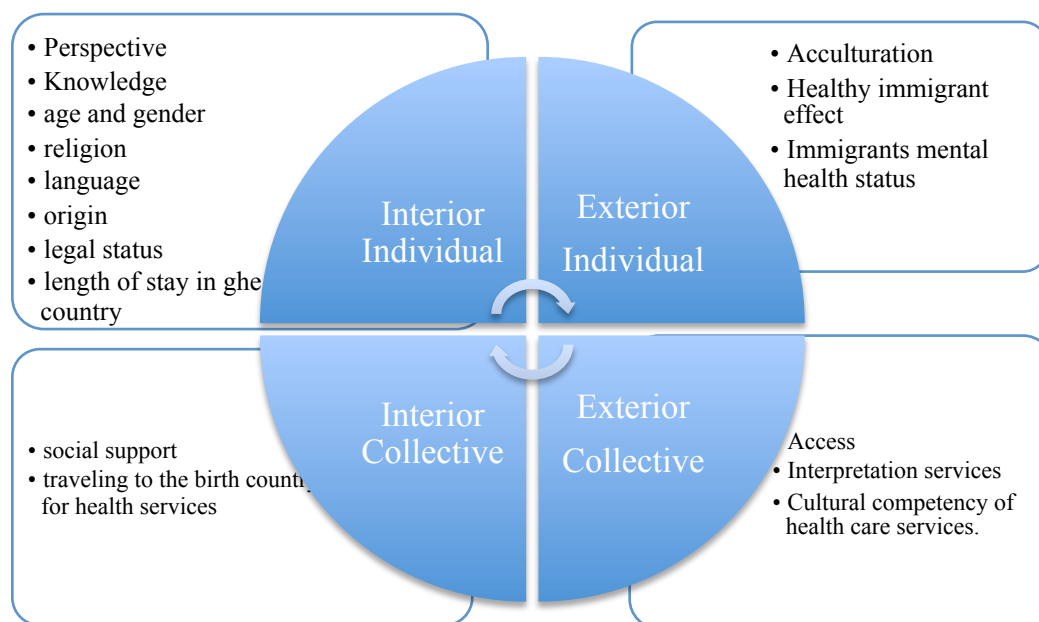 • Perspective
• Knowledge
• age and gender
• religion
• language
• origin
• legal status
• length of stay in ghe
country
• Acculturation
• Healthy immigrant
effect
• Immigrants mental
health status
Interior
Individual
Exterior
Individual
Interior
Collective
Exterior
Collective
• social support
• traveling to the birth country
for health services
Access
• Interpretation services
• Cultural competency of
health care services.